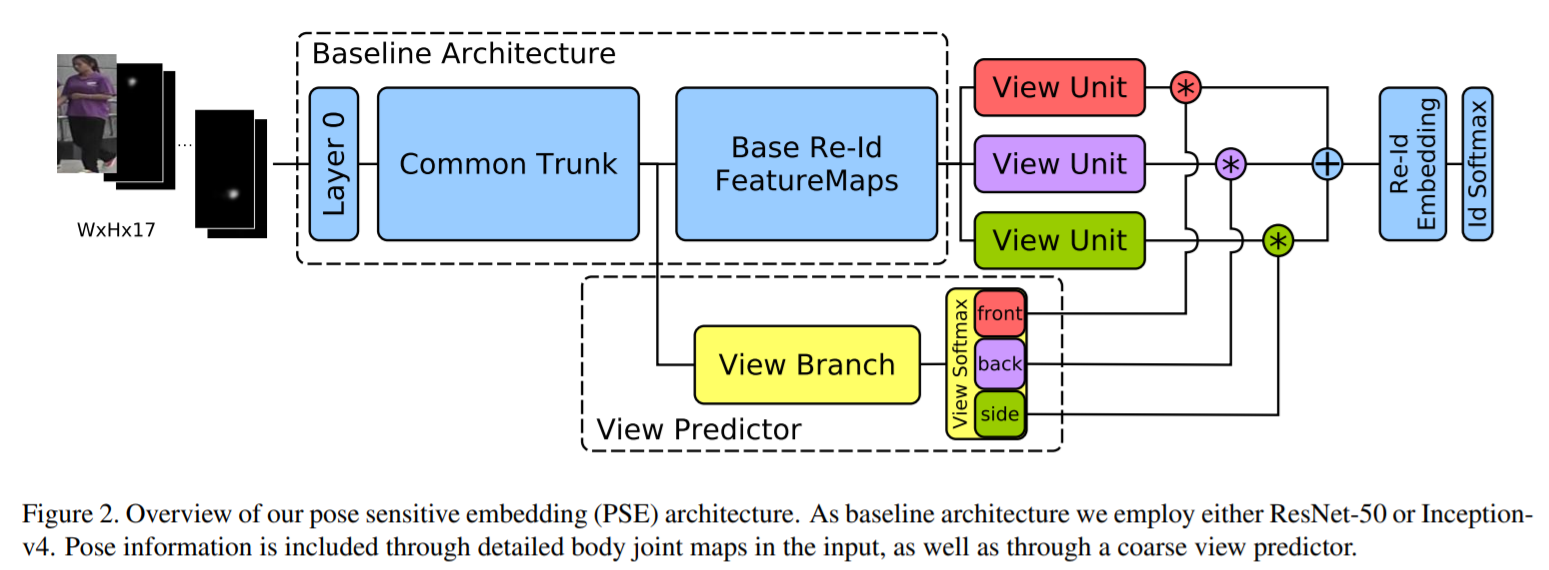 Baseline Architecture
Layer 0
Common Trunk
Base Re-Id
FeatureMaps
View Unit
*
View Unit
*
View Unit
*
+
Re-Id
Embedding
Id Softmax
...
WxHx17
View Branch
View Softmax
front
back
side
View Predictor
Figure 2. Overview of our pose sensitive embedding (PSE) architecture. As baseline architecture we employ either ResNet-50 or Inception-
v4. Pose information is included through detailed body joint maps in the input, as well as through a coarse view predictor.